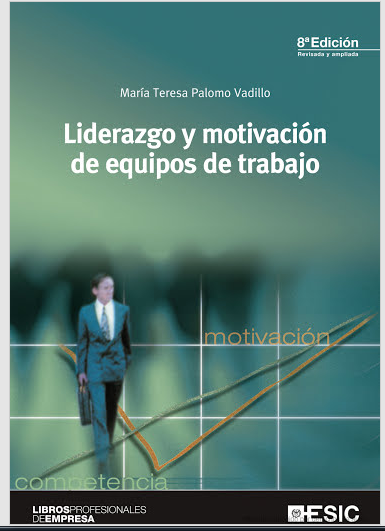 8ª Edición
Revisada y ampliada
María Teresa Palomo Vadillo
Liderazgo y motivación
de equipos de trabajo
motivación
competencia
LIBROSPROFESIONALES
DEEMPRESA
ESIC